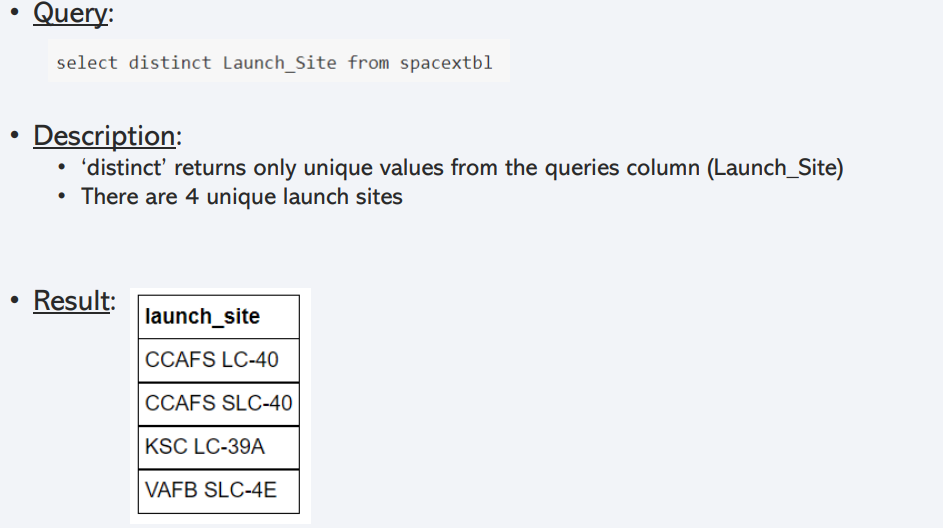 • Query:
select distinct Launch_Site from spacextbl
• Description:
• ‘distinct’ returns only unique values from the queries column (Launch_Site)
• There are 4 unique launch sites
• Result:
launch_site
CCAFS LC-40
CCAFS SLC-40
KSC LC-39A
VAFB SLC-4E